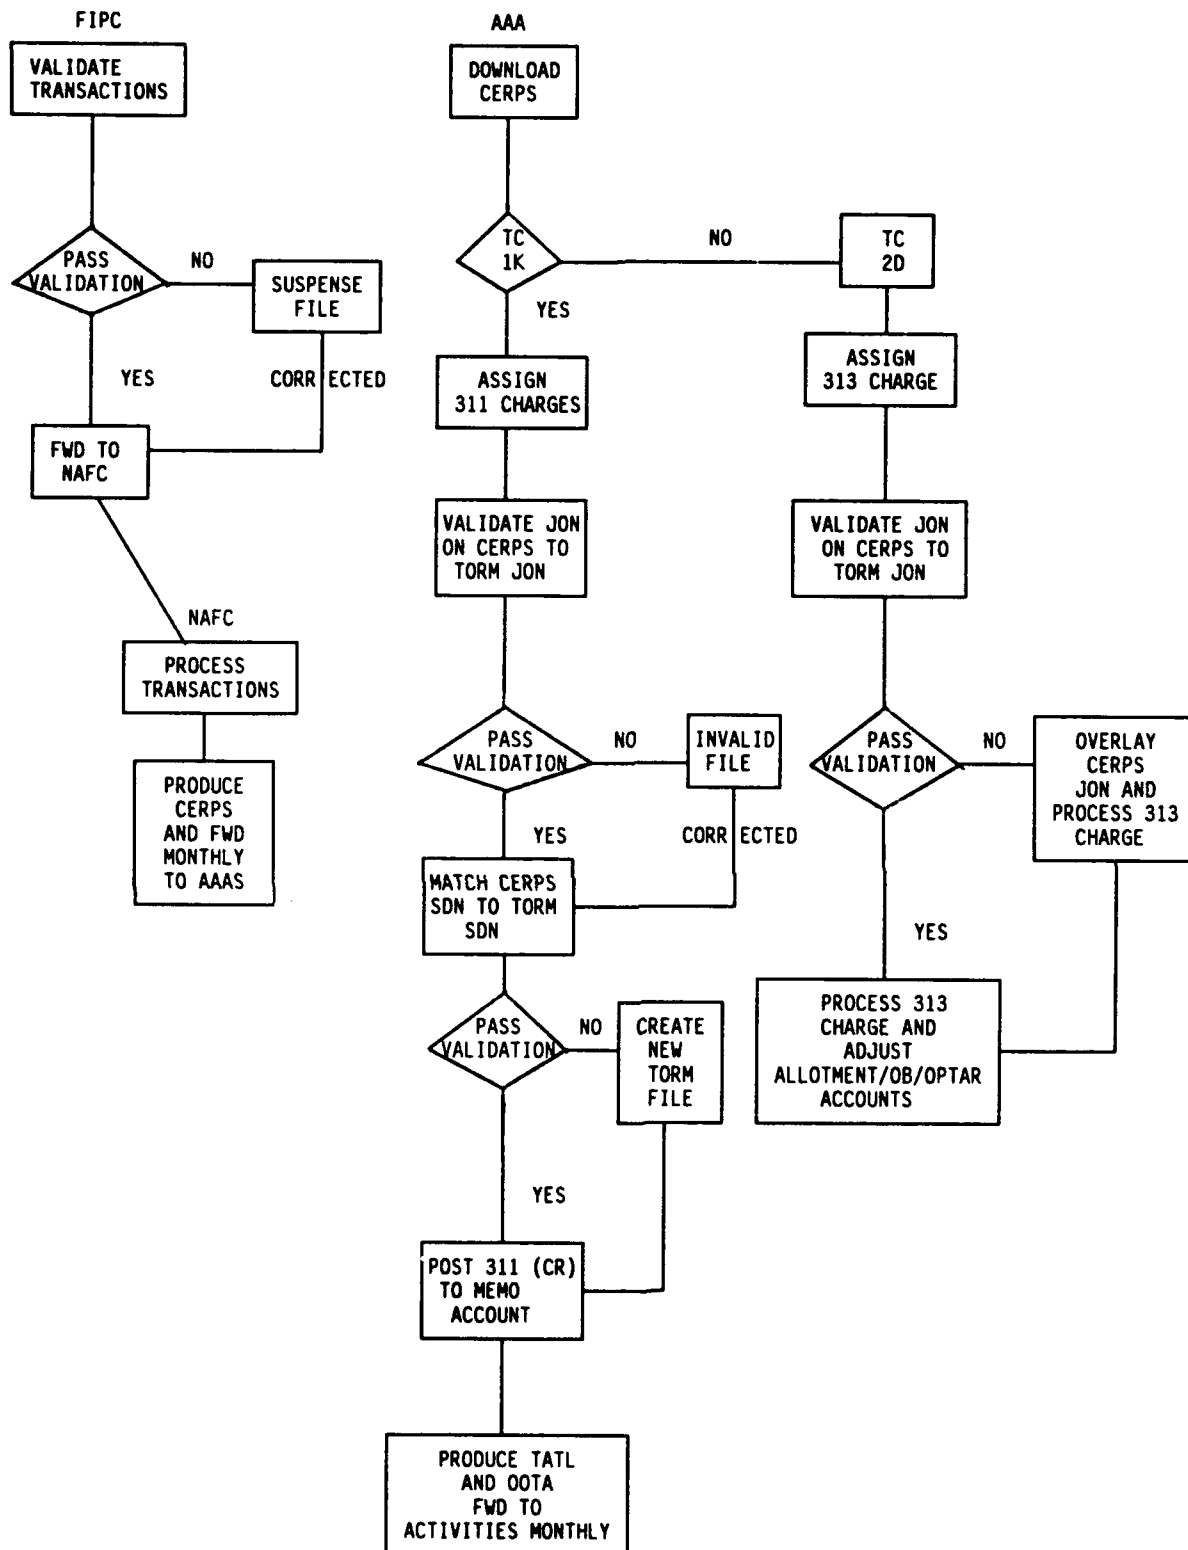 FIPC
VALIDATE
TRANSACTIONS
PASS
VALIDATION
NO
SUSPENSE
FILE
YES
CORRECTED
FWD TO
NAFC
NAFC
PROCESS
TRANSACTIONS
PRODUCE
CERPS
AND FWD
MONTHLY
TO AAAS
AAA
DOWNLOAD
CERPS
TC
1K
NO
YES
TC
2D
ASSIGN
311 CHARGES
ASSIGN
313 CHARGE
VALIDATE JON
ON CERPS TO
TORM JON
VALIDATE JON
ON CERPS TO
TORM JON
PASS
VALIDATION
NO
INVALID
FILE
YES
CORRECTED
MATCH CERPS
SDN TO TORM
SDN
PASS
VALIDATION
NO
CREATE
NEW
TORM
FILE
YES
POST 311 (CR)
TO MEMO
ACCOUNT
PRODUCE TATL
AND OOTA
FWD TO
ACTIVITIES MONTHLY
PASS
VALIDATION
NO
OVERLAY
CERPS
JON AND
PROCESS 313
CHARGE
YES
PROCESS 313
CHARGE AND
ADJUST
ALLOTMENT/OB/OPTAR
ACCOUNTS